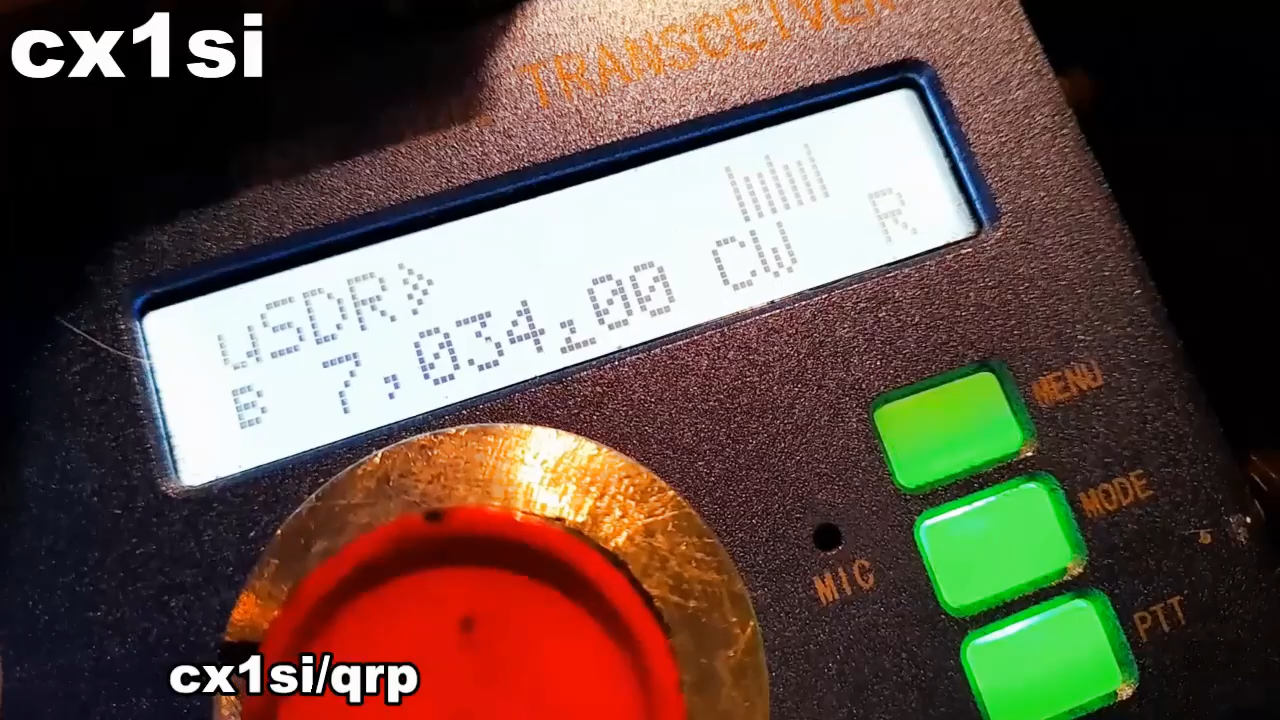 cx1si
TRANSCEIVER
uSDR
B 7,034.00 CW R
MENU
MODE
MIC
PTT
cx1si/qrp